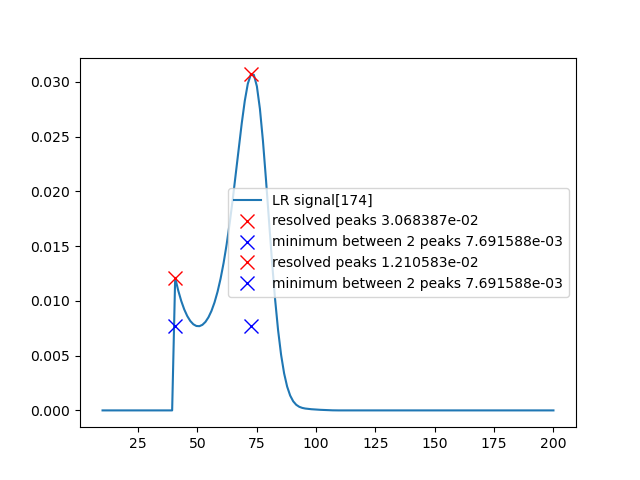 0.030
0.025
0.020
0.015
0.010
0.005
0.000
LR signal[174]
resolved peaks 3.068387e-02
minimum between 2 peaks 7.691588e-03
resolved peaks 1.210583e-02
minimum between 2 peaks 7.691588e-03
25 50 75 100 125 150 175 200